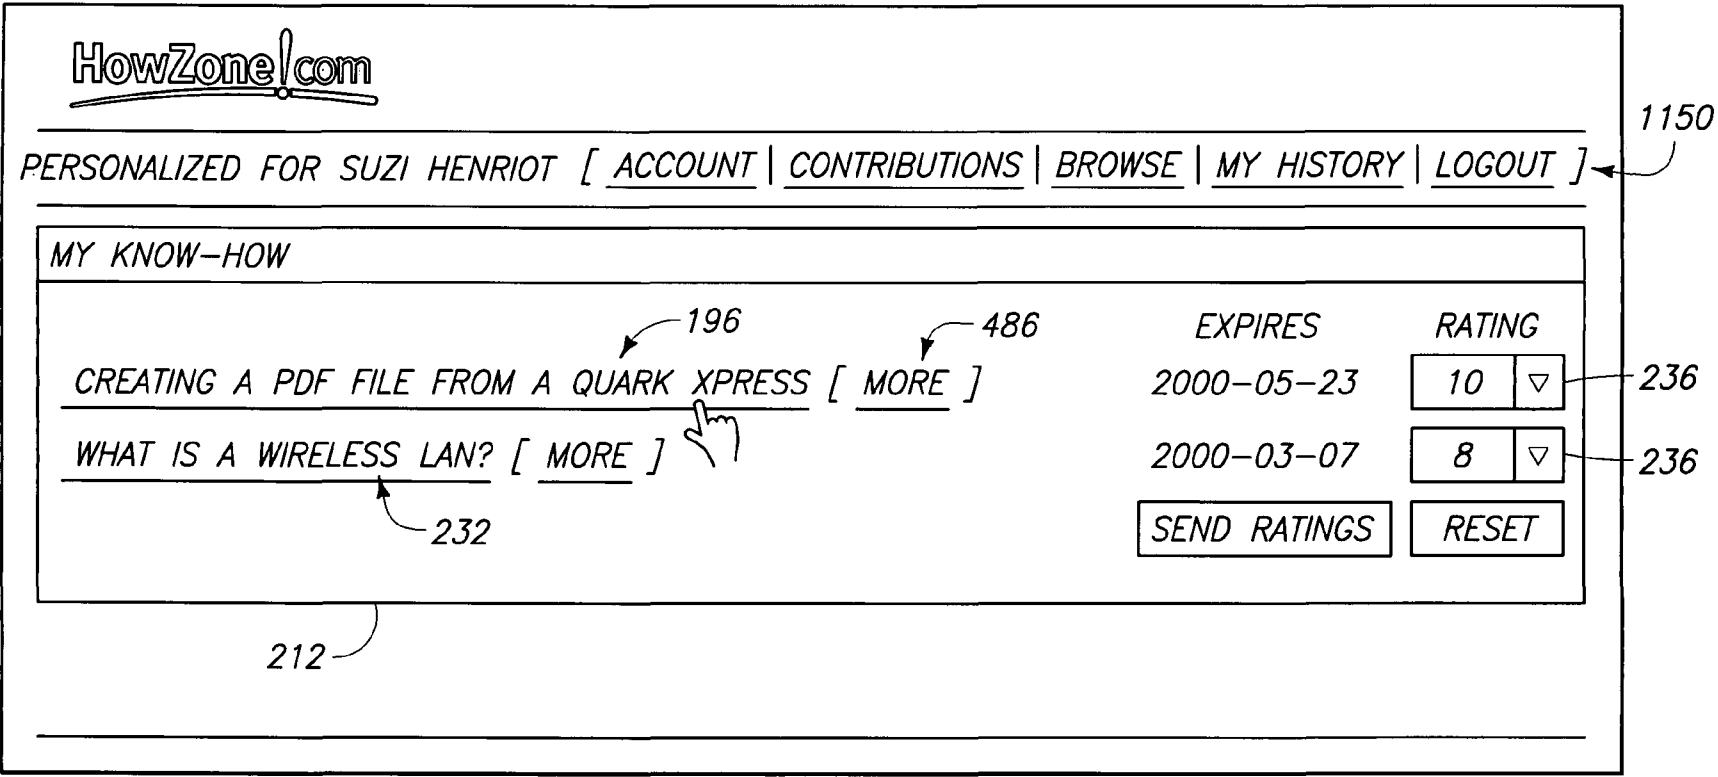 HowZone!com
1150
PERSONALIZED FOR SUZI HENRIOT [ ACCOUNT | CONTRIBUTIONS | BROWSE | MY HISTORY | LOGOUT ]
MY KNOW-HOW
196 486 EXPIRES RATING
CREATING A PDF FILE FROM A QUARK XPRESS [ MORE ] 2000-05-23 10 ▽ 236
WHAT IS A WIRELESS LAN? [ MORE ] 2000-03-07 8 ▽ 236
232 SEND RATINGS RESET
212